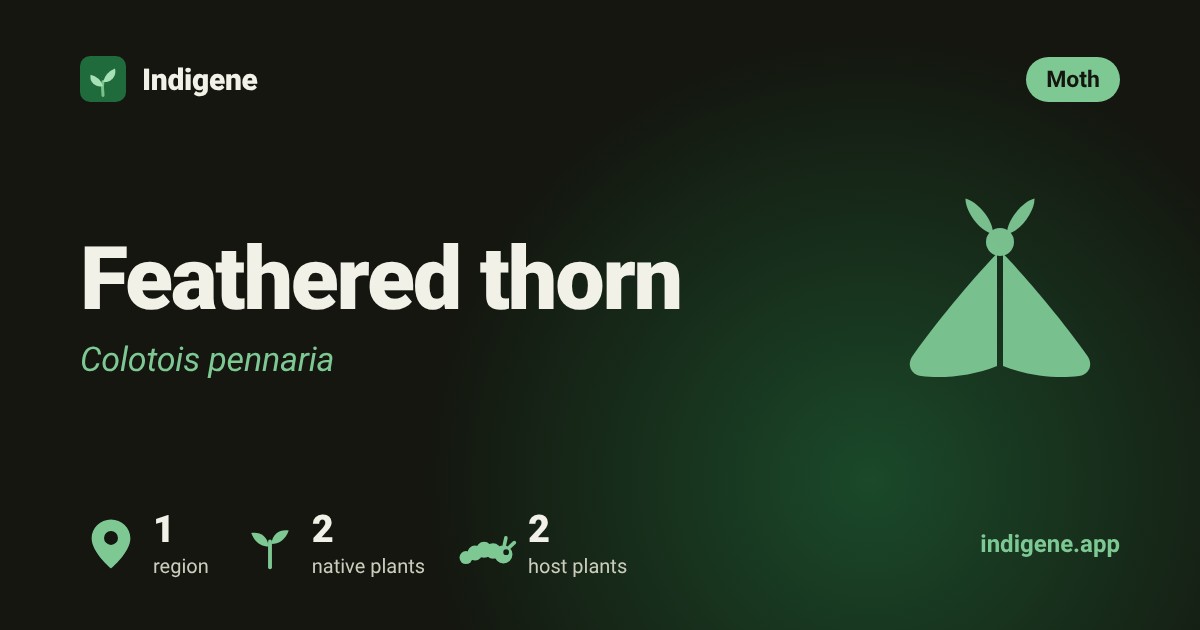 Indigene
Moth
Feathered thorn
Colotois pennaria
1
region
2
native plants
2
host plants
indigene.app